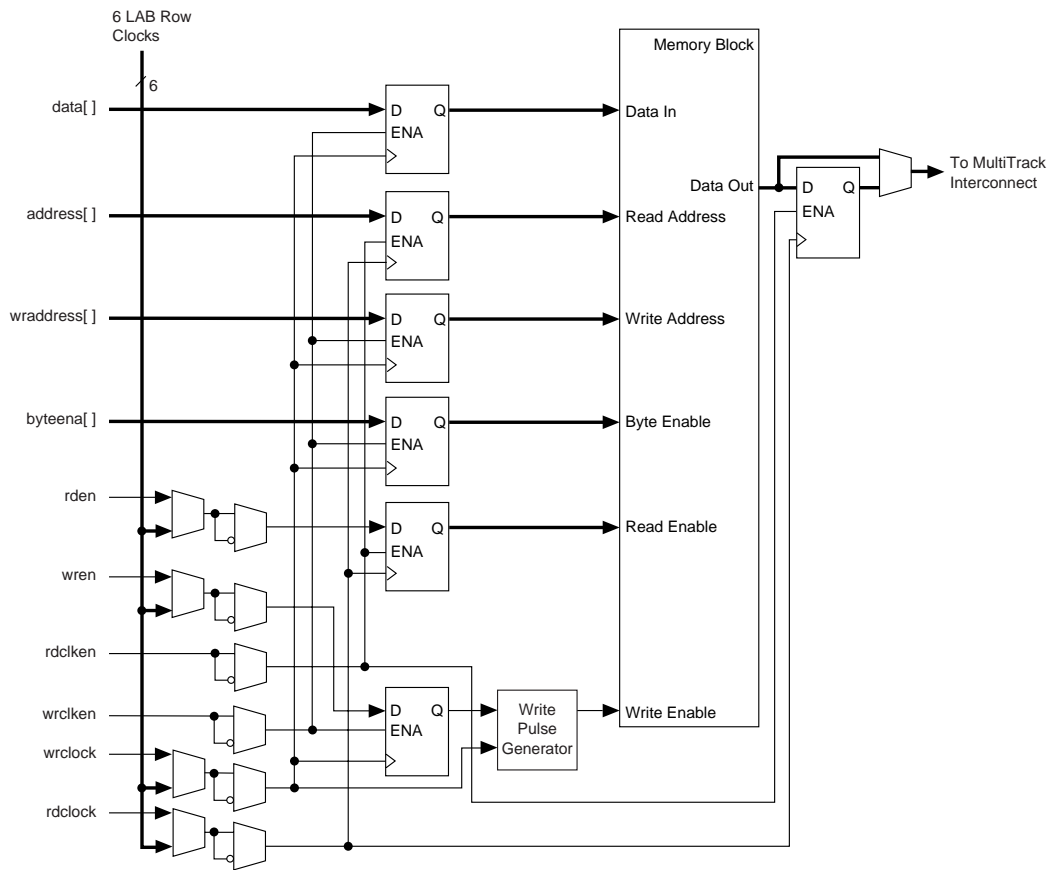 6 LAB Row
Clocks
6
Memory Block
data[ ]
D Q
ENA
Data In
To MultiTrack
Interconnect
Data Out
D Q
ENA
address[ ]
D Q
ENA
Read Address
wraddress[ ]
D Q
ENA
Write Address
byteena[ ]
D Q
ENA
Byte Enable
rden
D Q
ENA
Read Enable
wren
rdclken
wrclken
D Q
ENA
Write
Pulse
Generator
Write Enable
wrclock
rdclock